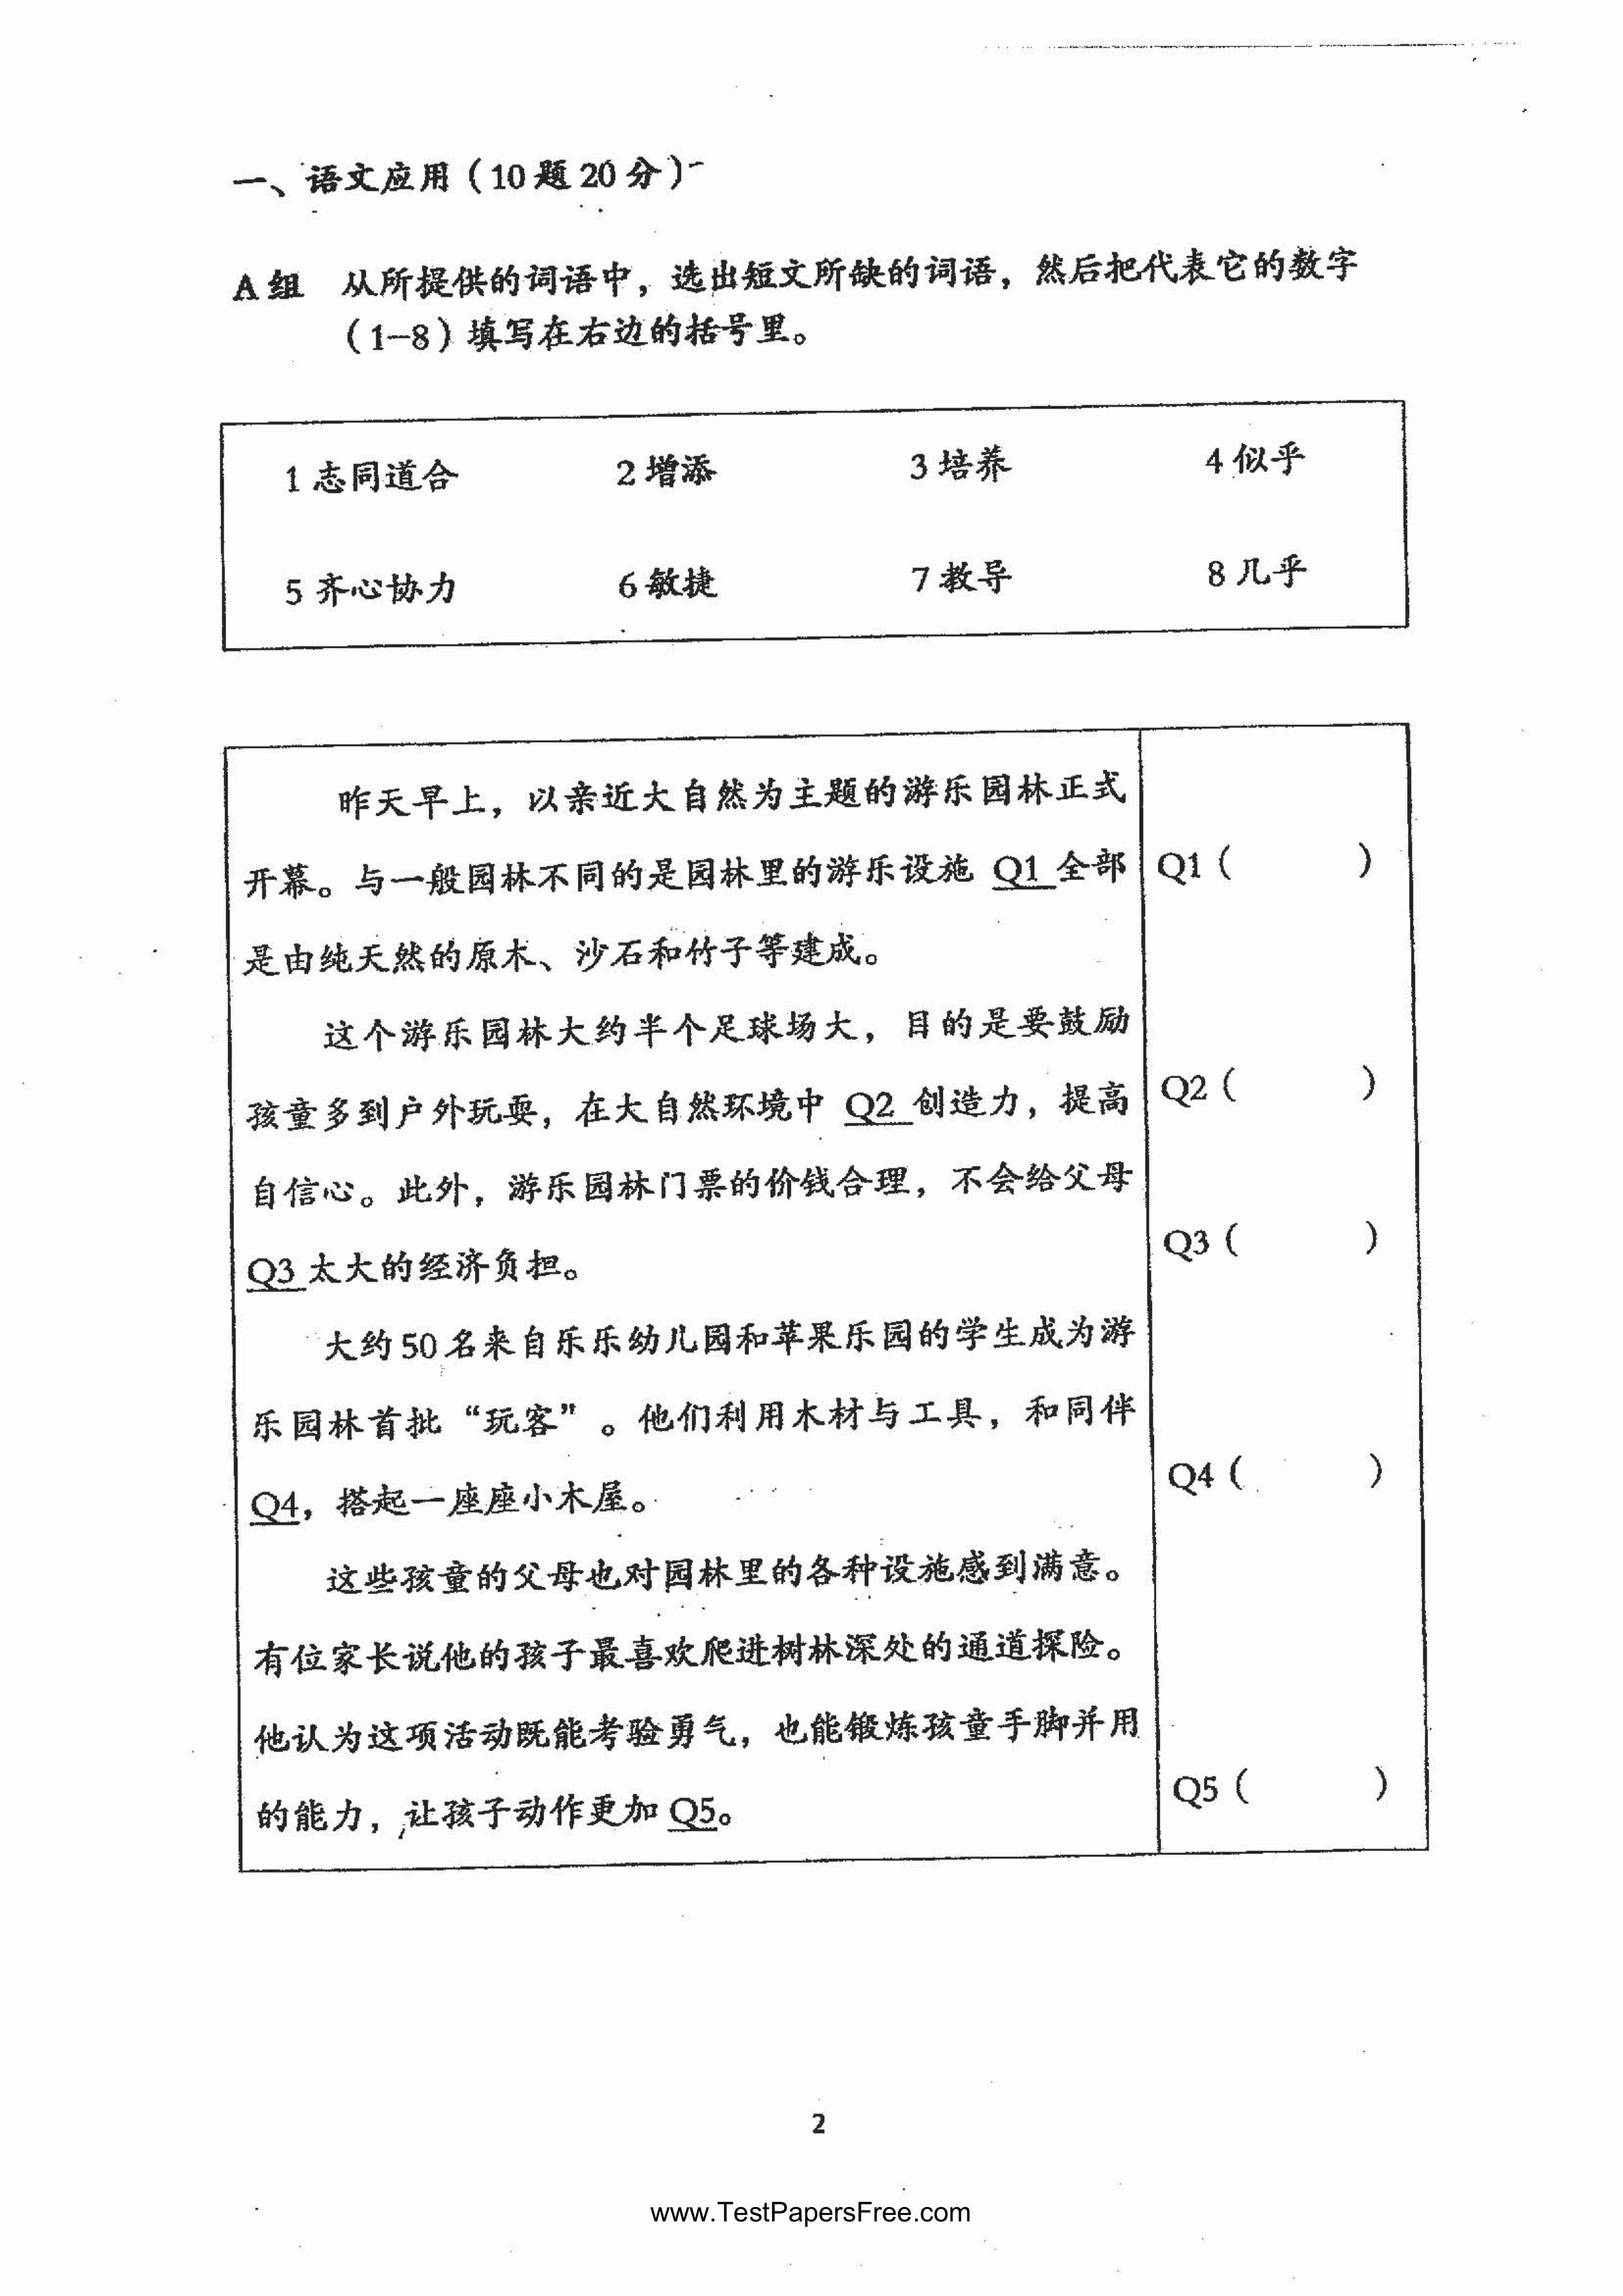 一、语文应用（10题20分）
A组 从所提供的词语中，选出短文所缺的词语，然后把代表它的数字
（1–8）填写在右边的括号里。
1 志同道合 2 增添 3 培养 4 似乎
5 齐心协力 6 敏捷 7 教导 8 几乎
昨天早上，以亲近大自然为主题的游乐园林正式
开幕。与一般园林不同的是园林里的游乐设施 Q1 全部 Q1（ ）
是由纯天然的原木、沙石和竹子等建成。
这个游乐园林大约半个足球场大，目的是要鼓励
孩童多到户外玩耍，在大自然环境中 Q2 创造力，提高 Q2（ ）
自信心。此外，游乐园林门票的价钱合理，不会给父母
Q3 太大的经济负担。 Q3（ ）
大约50名来自乐乐幼儿园和苹果乐园的学生成为游
乐园林首批“玩客”。他们利用木材与工具，和同伴
Q4，搭起一座座小木屋。 Q4（ ）
这些孩童的父母也对园林里的各种设施感到满意。
有位家长说他的孩子最喜欢爬进树林深处的通道探险。
他认为这项活动既能考验勇气，也能锻炼孩童手脚并用
的能力，让孩子动作更加 Q5。 Q5（ ）
2
www.TestPapersFree.com